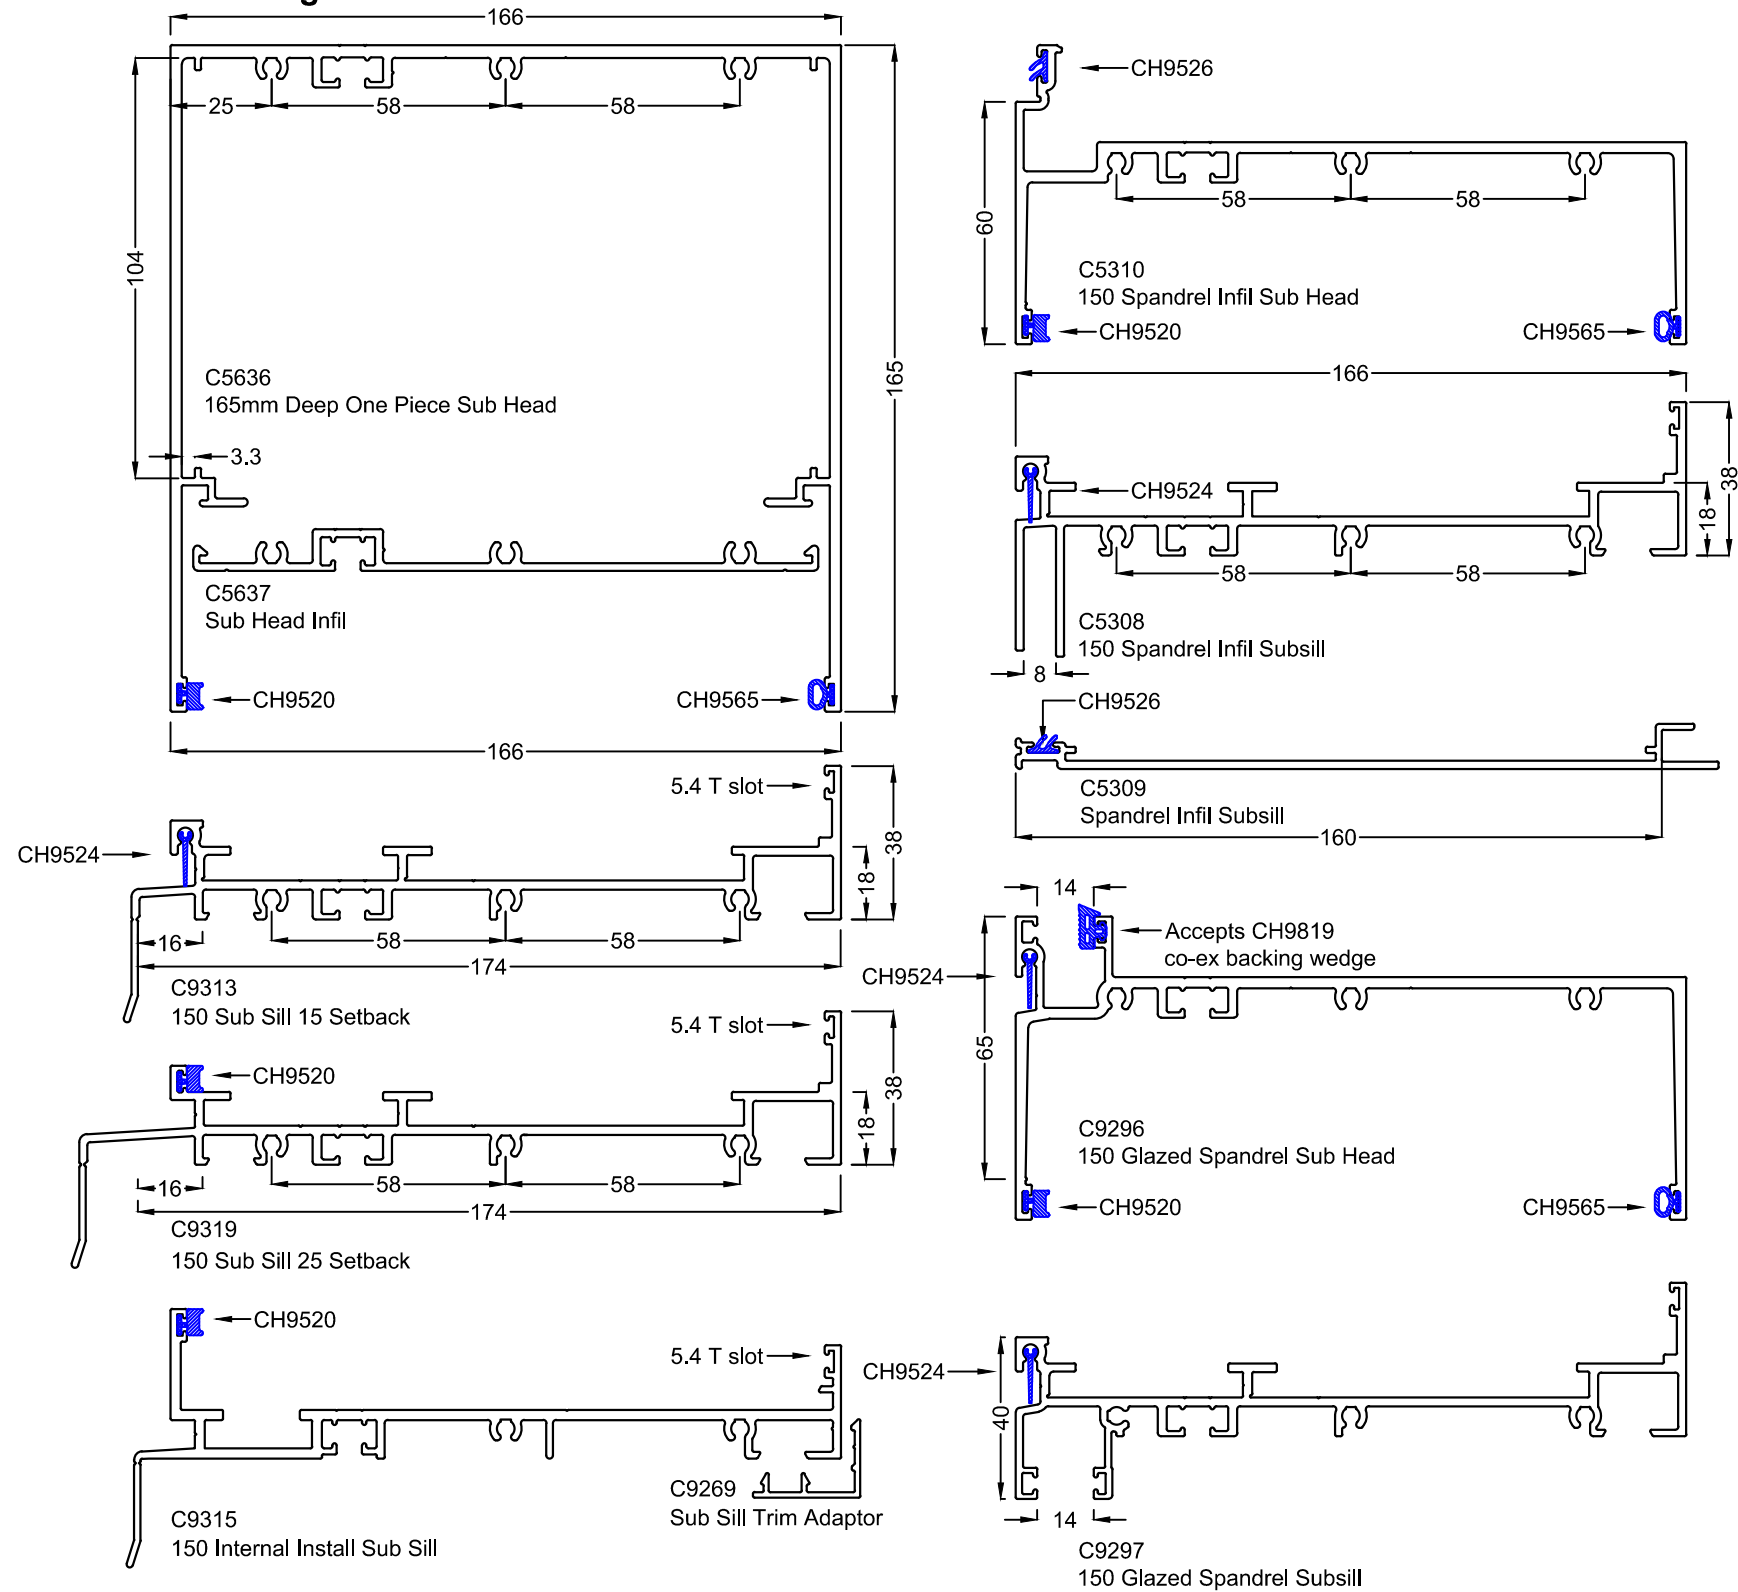 g
166
25
58
58
104
165
C5636
165mm Deep One Piece Sub Head
3.3
C5637
Sub Head Infil
CH9520
CH9565
166
5.4 T slot
CH9524
38
18
16
58
58
174
C9313
150 Sub Sill 15 Setback
5.4 T slot
CH9520
38
18
16
58
58
174
C9319
150 Sub Sill 25 Setback
CH9520
5.4 T slot
C9269
Sub Sill Trim Adaptor
C9315
150 Internal Install Sub Sill
CH9526
58
58
60
C5310
150 Spandrel Infil Sub Head
CH9520
CH9565
166
CH9524
38
18
58
58
C5308
150 Spandrel Infil Subsill
8
CH9526
C5309
Spandrel Infil Subsill
160
14
Accepts CH9819
co-ex backing wedge
CH9524
65
C9296
150 Glazed Spandrel Sub Head
CH9520
CH9565
CH9524
40
14
C9297
150 Glazed Spandrel Subsill